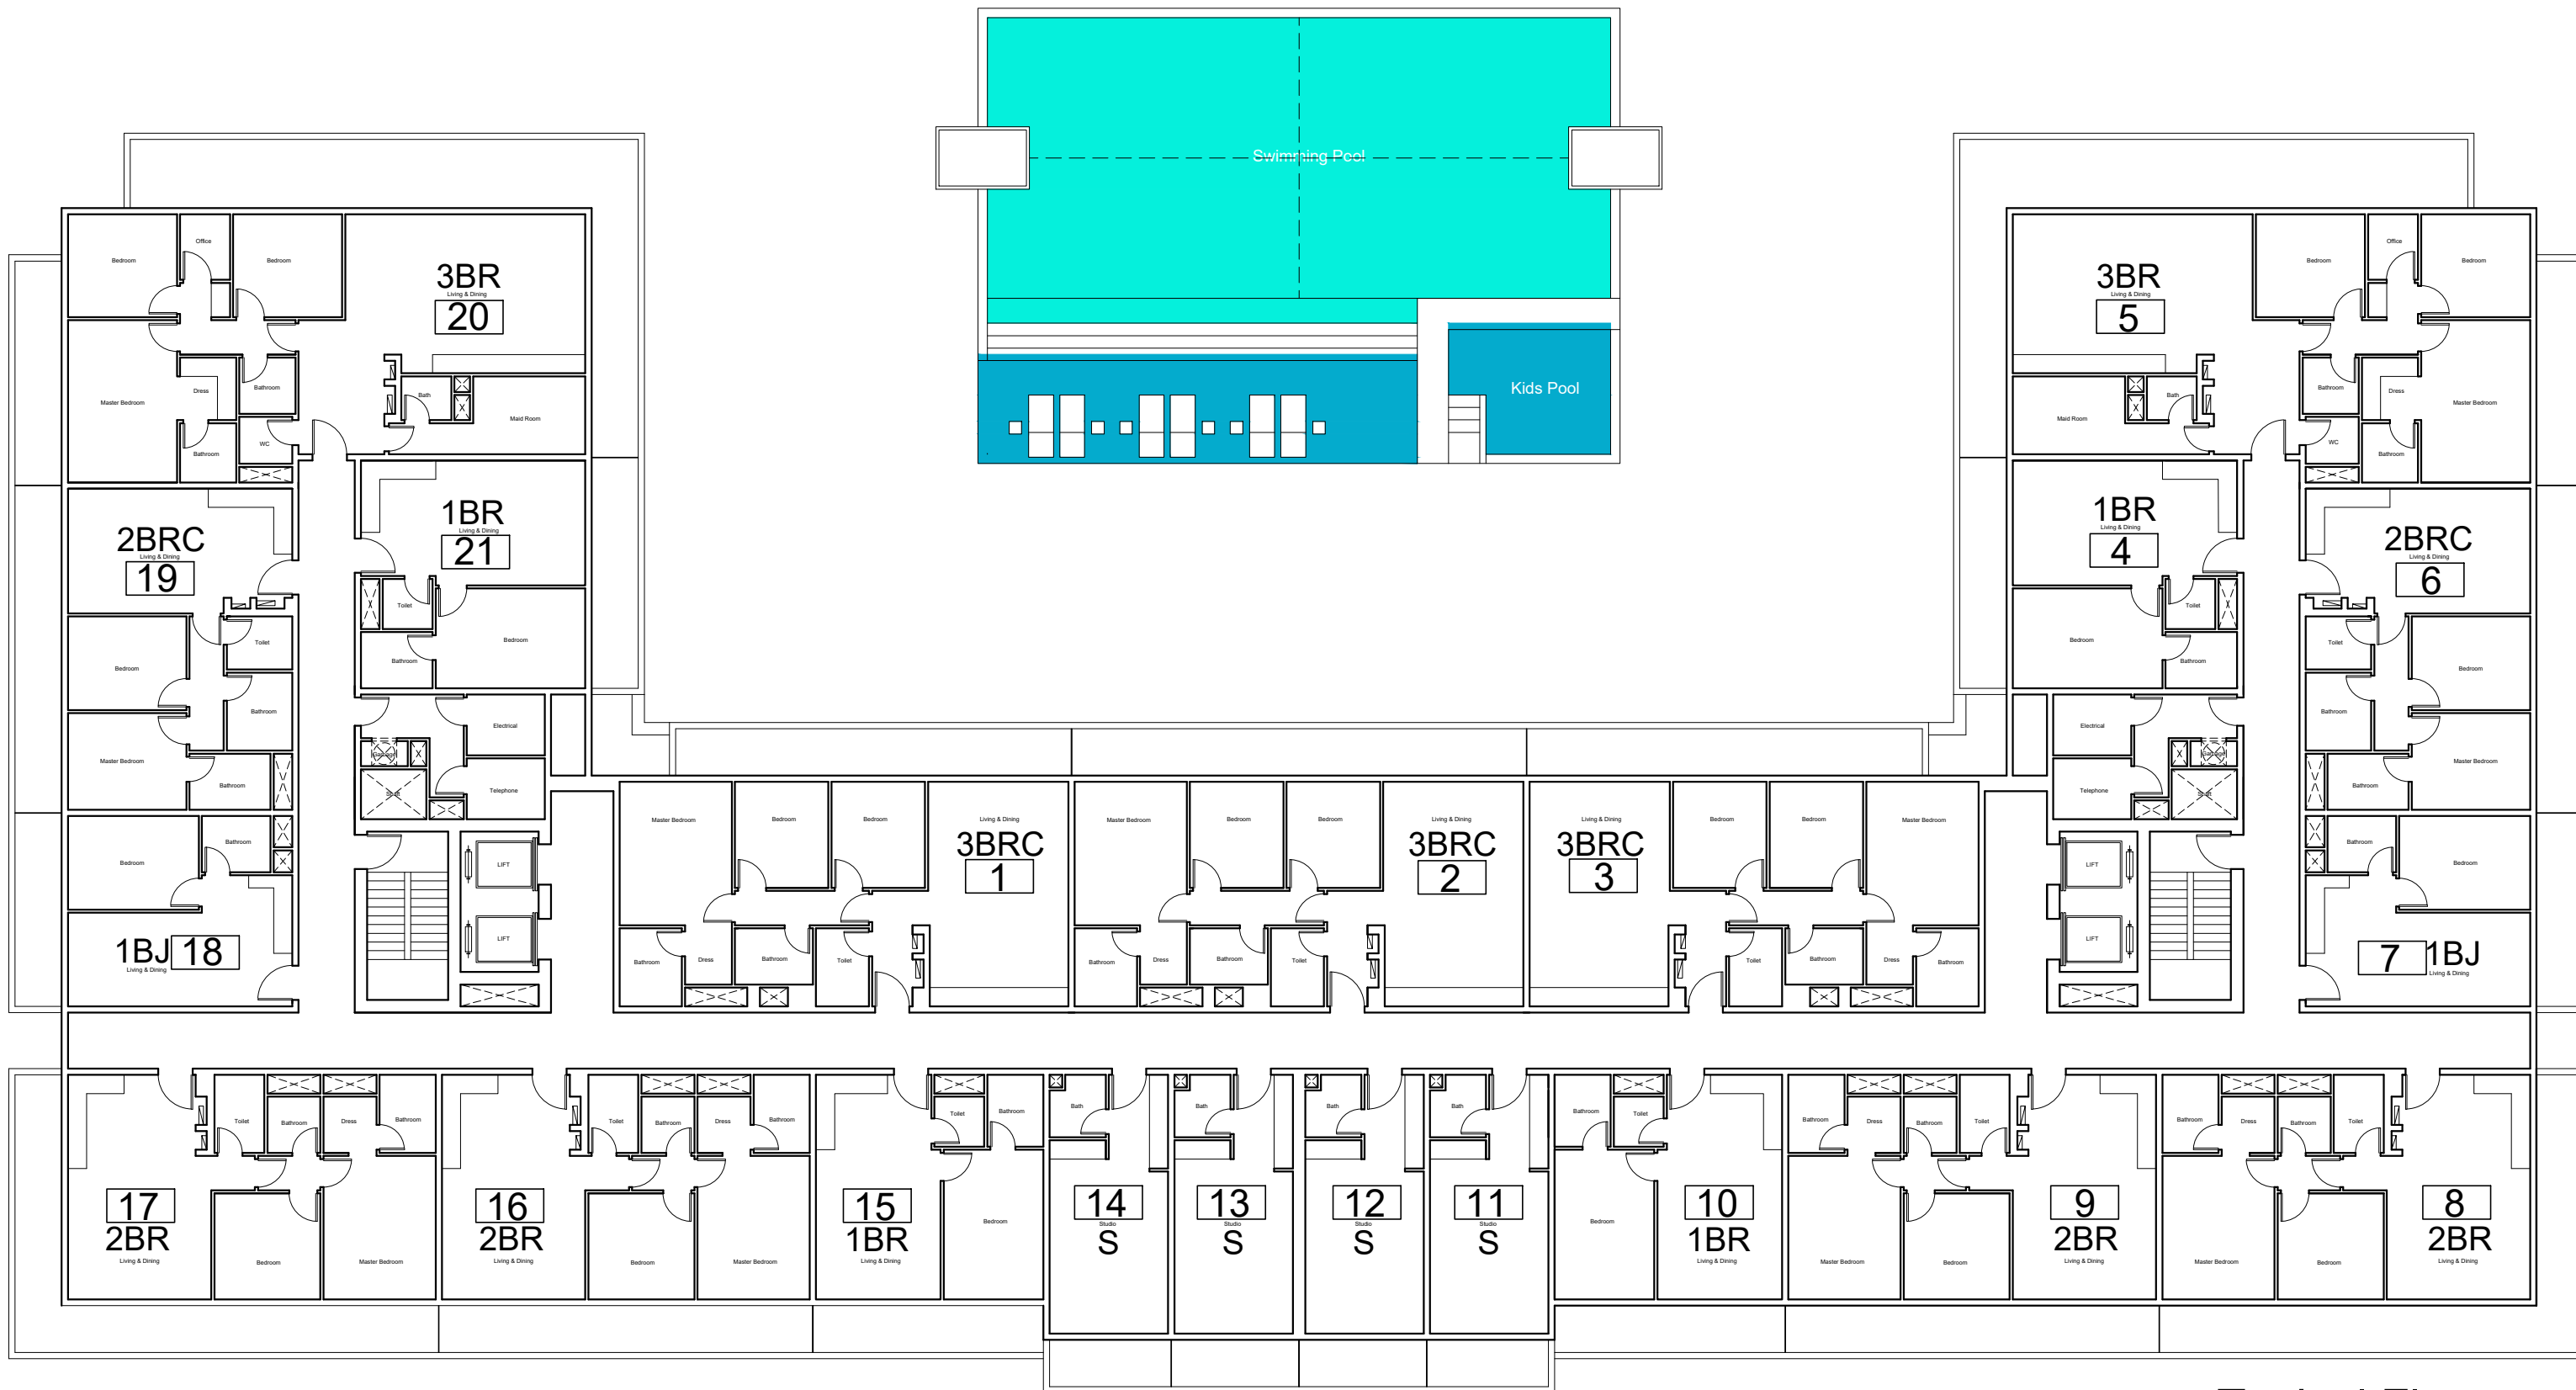 Swimming Pool
Kids Pool
Bedroom
Office
Bedroom
3BR
Living & Dining
20
Master Bedroom
Dress
Bathroom
Bath
Maid Room
WC
Bathroom
2BRC
Living & Dining
19
1BR
Living & Dining
21
Toilet
Bedroom
Bathroom
Toilet
Bedroom
Bathroom
Master Bedroom
Bathroom
Electrical
Telephone
Bedroom
Bathroom
LIFT
LIFT
1BJ 18
Living & Dining
3BR
Living & Dining
5
Bedroom
Office
Bedroom
Maid Room
Bath
Bathroom
Dress
Master Bedroom
WC
Bathroom
1BR
Living & Dining
4
2BRC
Living & Dining
6
Toilet
Bedroom
Bathroom
Toilet
Bedroom
Bathroom
Master Bedroom
Bathroom
Electrical
Telephone
LIFT
LIFT
Bathroom
Bedroom
7 1BJ
Living & Dining
Master Bedroom
Bedroom
Bedroom
Living & Dining
3BRC
1
Bathroom
Dress
Bathroom
Toilet
Master Bedroom
Bedroom
Bedroom
Living & Dining
3BRC
2
Bathroom
Dress
Bathroom
Toilet
Living & Dining
3BRC
3
Bedroom
Bedroom
Master Bedroom
Toilet
Bathroom
Dress
Bathroom
Toilet
Bathroom
Dress
Bathroom
17
2BR
Living & Dining
Bedroom
Master Bedroom
Toilet
Bathroom
Dress
Bathroom
16
2BR
Living & Dining
Bedroom
Master Bedroom
Toilet
Bathroom
15
1BR
Living & Dining
Bedroom
Bath
14
Studio
S
Bath
13
Studio
S
Bath
12
Studio
S
Bath
11
Studio
S
Bathroom
Toilet
Bedroom
10
1BR
Living & Dining
Bathroom
Dress
Bathroom
Toilet
Master Bedroom
Bedroom
9
2BR
Living & Dining
Bathroom
Dress
Bathroom
Toilet
Master Bedroom
Bedroom
8
2BR
Living & Dining